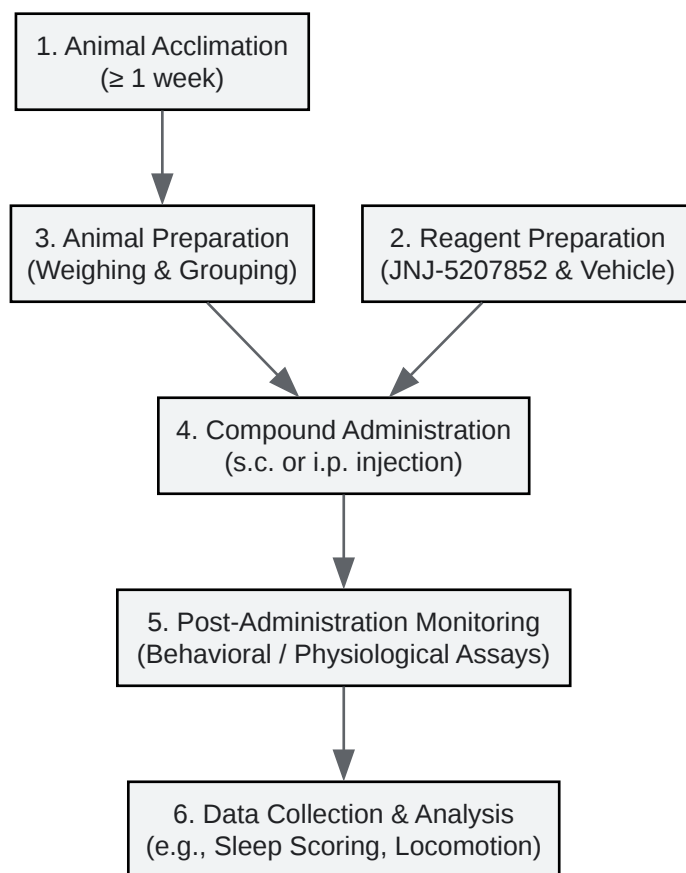 1. Animal Acclimation
(≥ 1 week)
3. Animal Preparation
(Weighing & Grouping)
2. Reagent Preparation
(JNJ-5207852 & Vehicle)
4. Compound Administration
(s.c. or i.p. injection)
5. Post-Administration Monitoring
(Behavioral / Physiological Assays)
6. Data Collection & Analysis
(e.g., Sleep Scoring, Locomotion)